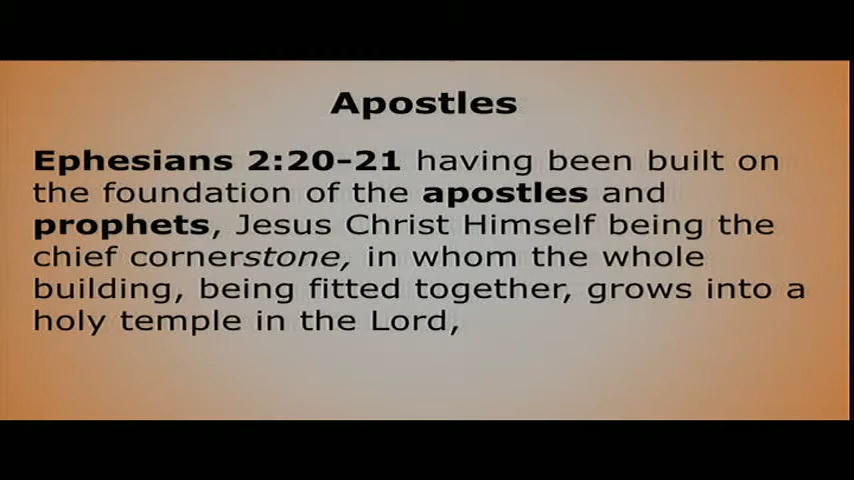 Apostles
Ephesians 2:20-21 having been built on
the foundation of the apostles and
prophets, Jesus Christ Himself being the
chief cornerstone, in whom the whole
building, being fitted together, grows into a
holy temple in the Lord,